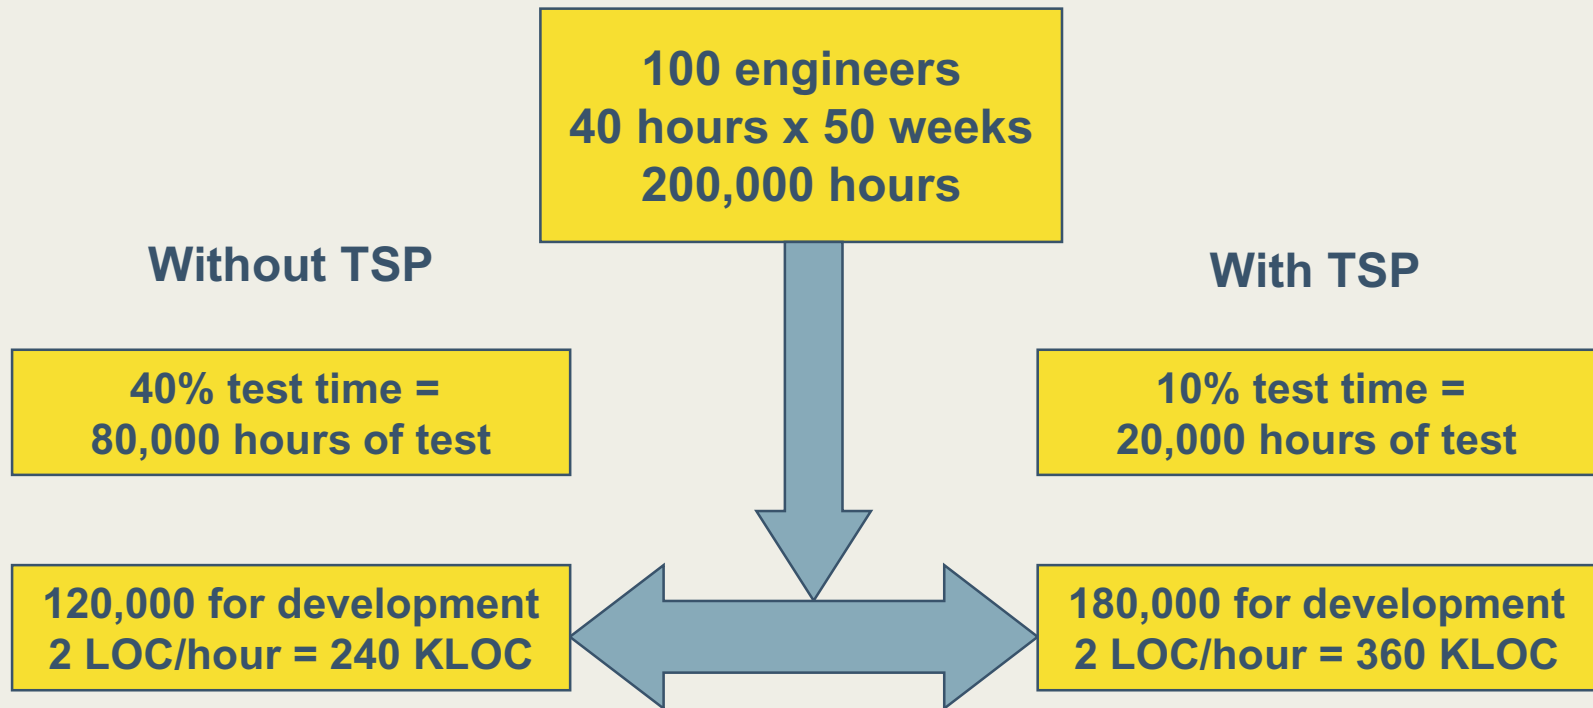 100 engineers
40 hours x 50 weeks
200,000 hours
Without TSP
With TSP
40% test time =
80,000 hours of test
10% test time =
20,000 hours of test
120,000 for development
2 LOC/hour = 240 KLOC
180,000 for development
2 LOC/hour = 360 KLOC